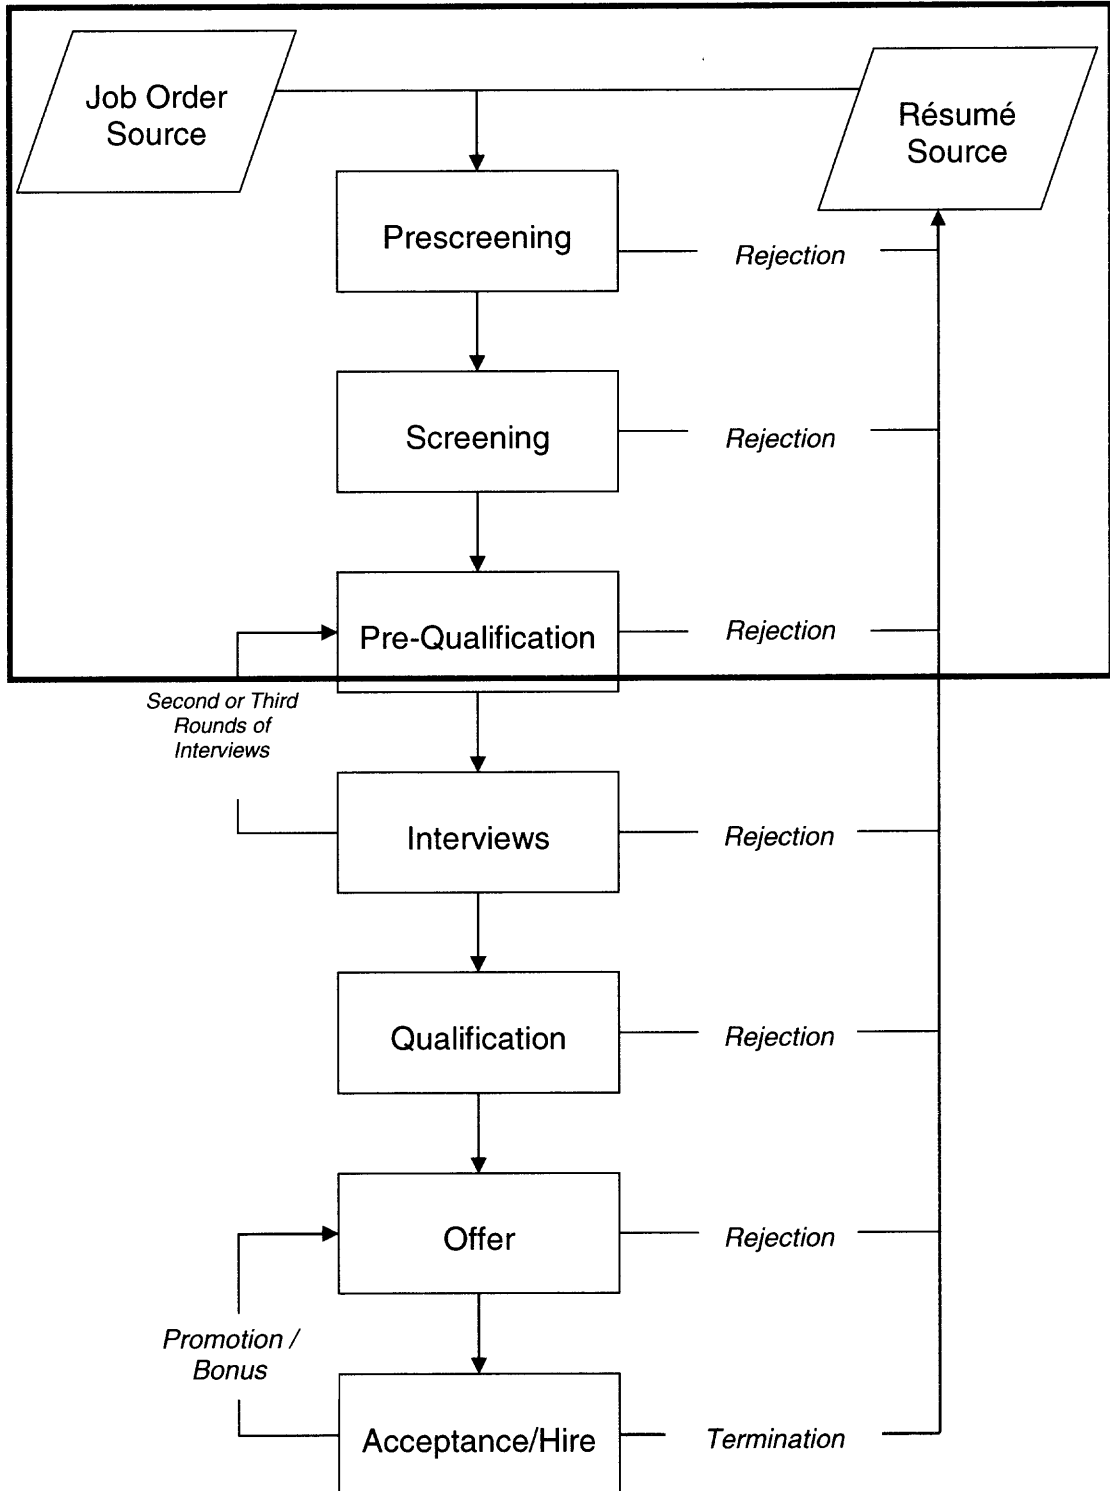 Job Order
Source
Résumé
Source
Prescreening
Rejection
Screening
Rejection
Pre-Qualification
Rejection
Second or Third
Rounds of
Interviews
Interviews
Rejection
Qualification
Rejection
Offer
Rejection
Promotion /
Bonus
Acceptance/Hire
Termination